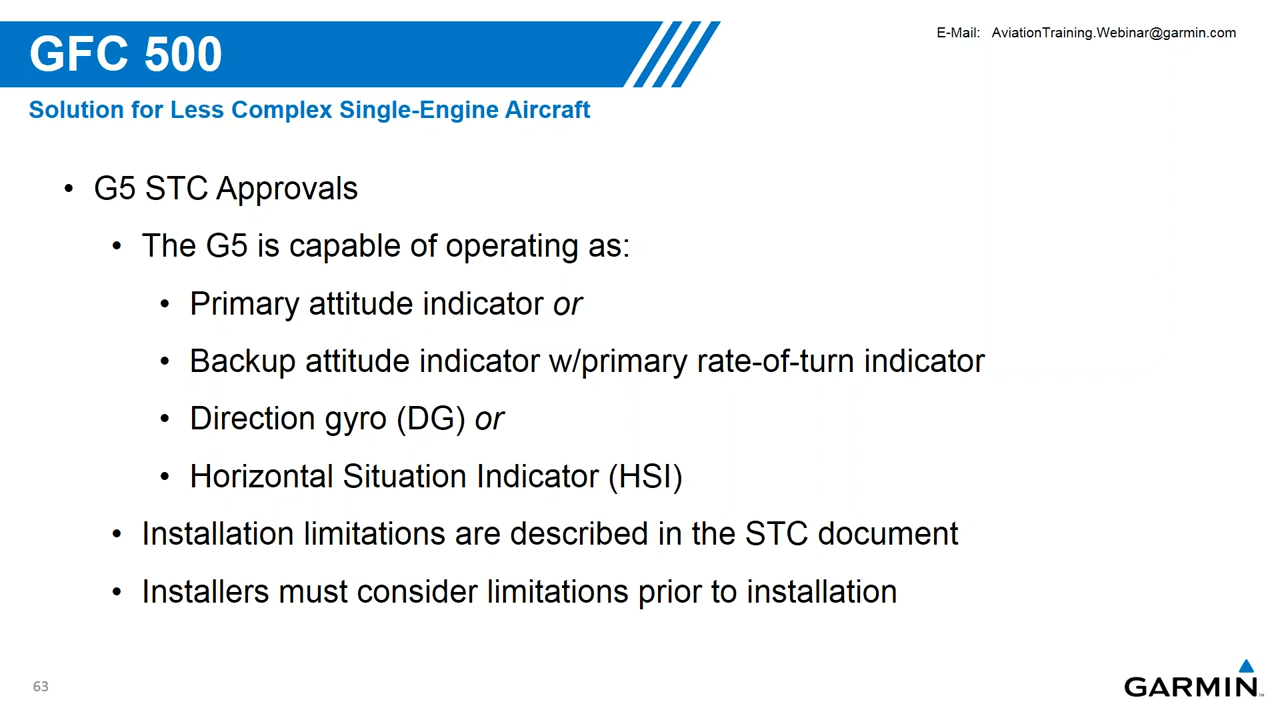 GFC 500
E-Mail: AviationTraining.Webinar@garmin.com
Solution for Less Complex Single-Engine Aircraft
• G5 STC Approvals
• The G5 is capable of operating as:
• Primary attitude indicator or
• Backup attitude indicator w/primary rate-of-turn indicator
• Direction gyro (DG) or
• Horizontal Situation Indicator (HSI)
• Installation limitations are described in the STC document
• Installers must consider limitations prior to installation
63
GARMIN™